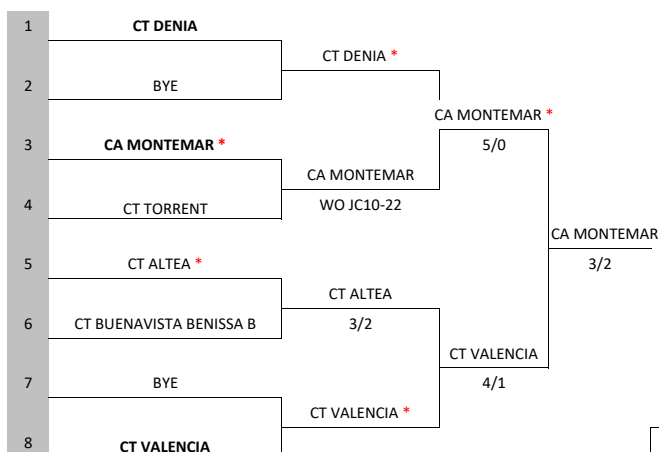 1 CT DENIA
CT DENIA *
2 BYE
CA MONTEMAR *
3 CA MONTEMAR * 5/0
CA MONTEMAR
4 CT TORRENT WO JC10-22
CA MONTEMAR
5 CT ALTEA * 3/2
CT ALTEA
6 CT BUENAVISTA BENISSA B 3/2
CT VALENCIA
7 BYE 4/1
CT VALENCIA *
8 CT VALENCIA